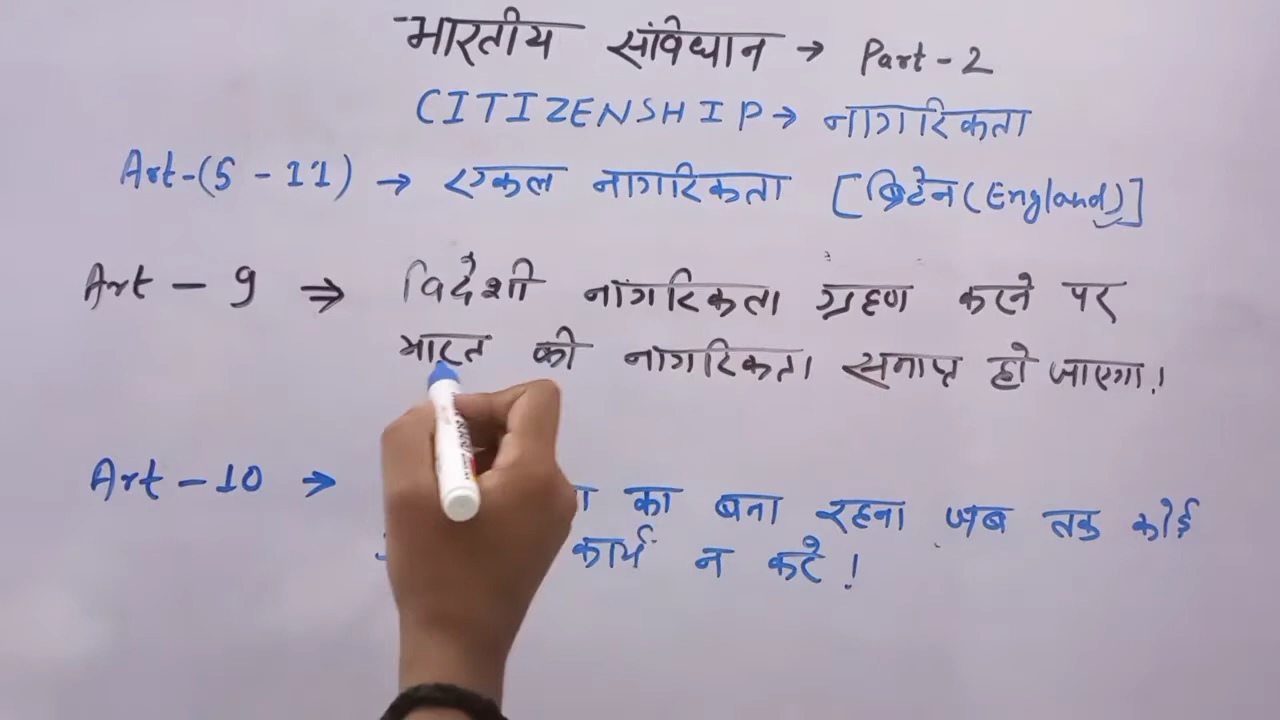 भारतीय संविधान → Part-2
CITIZENSHIP → नागरिकता
Art-(5 - 11) → एकल नागरिकता [ब्रिटेन (England)]
Art - 9 ⇒ विदेशी नागरिकता ग्रहण करने पर
भारत की नागरिकता समाप्त हो जाएगा!
Art - 10 → का बना रहना जब तक कोई
कार्य न करे!